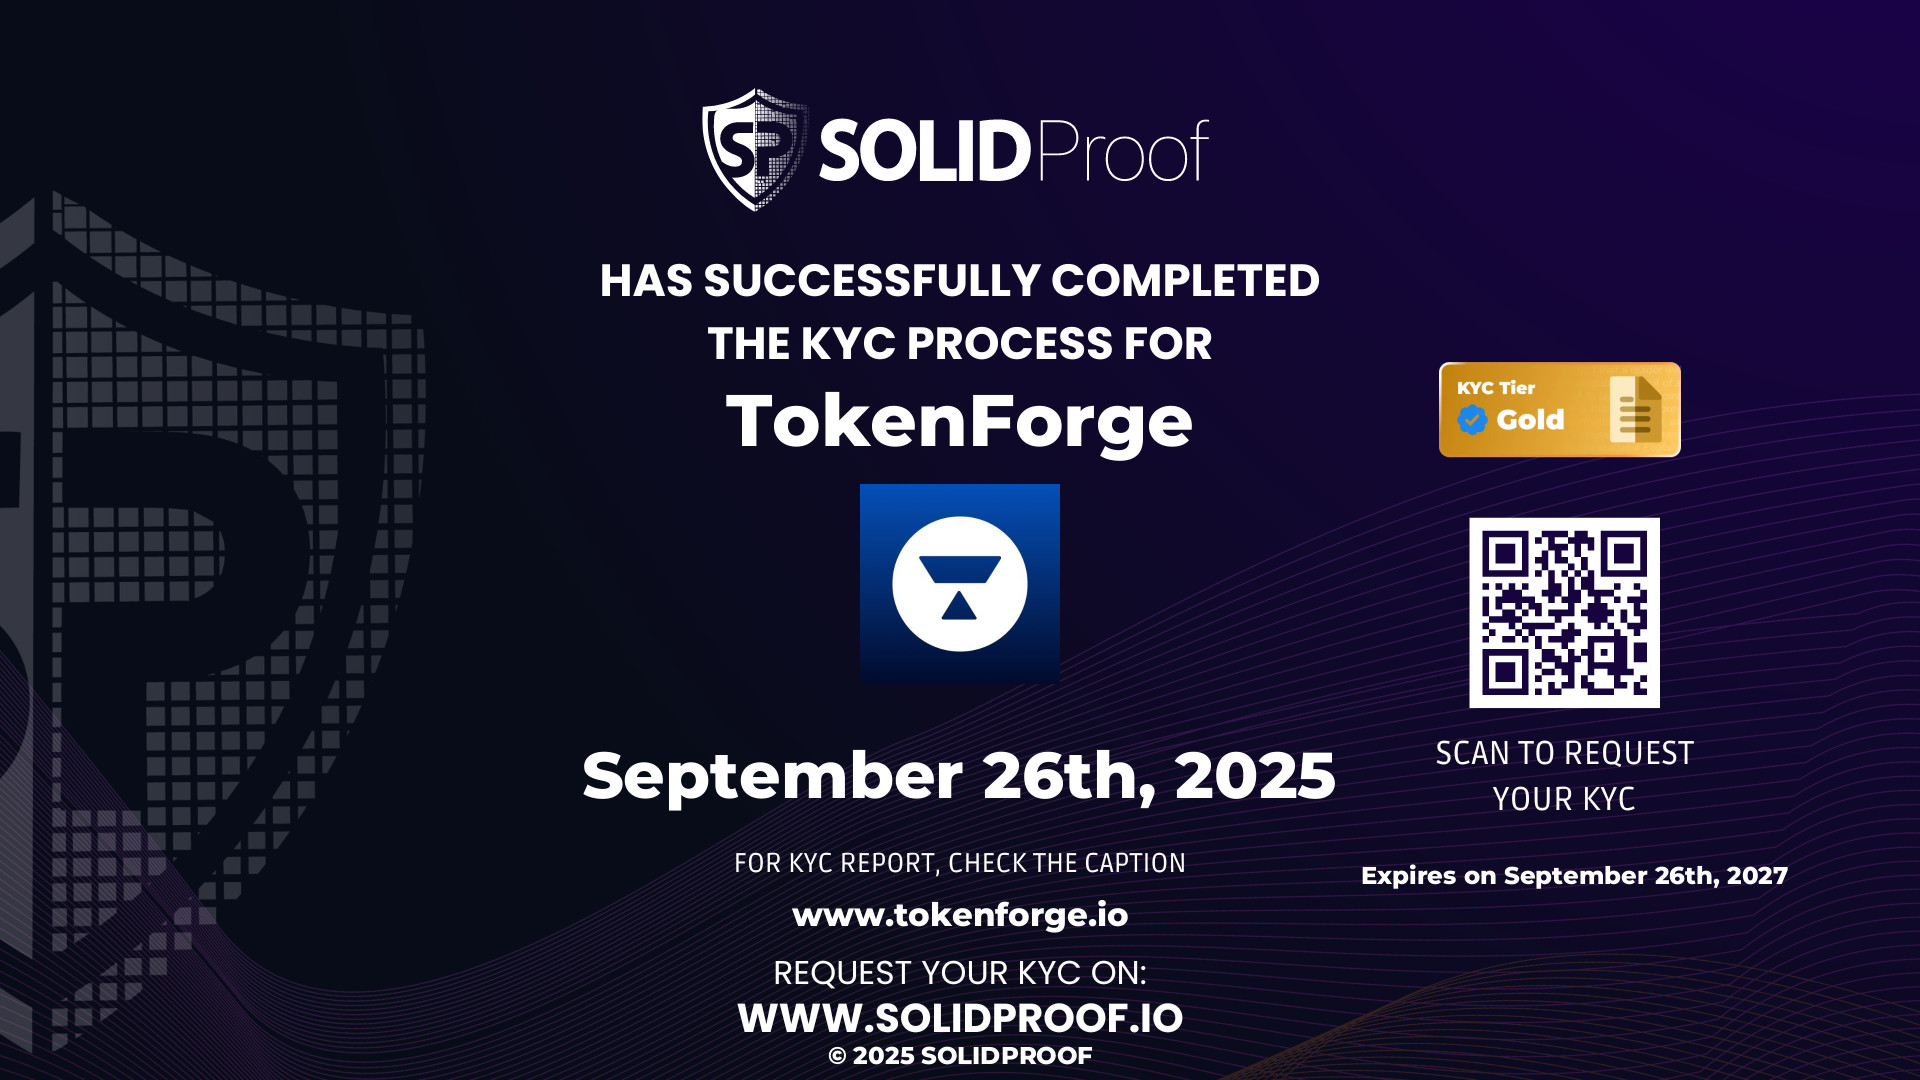 SP SOLIDProof
HAS SUCCESSFULLY COMPLETED
THE KYC PROCESS FOR
TokenForge
KYC Tier
Gold
September 26th, 2025
SCAN TO REQUEST
YOUR KYC
FOR KYC REPORT, CHECK THE CAPTION
Expires on September 26th, 2027
www.tokenforge.io
REQUEST YOUR KYC ON:
WWW.SOLIDPROOF.IO
© 2025 SOLIDPROOF